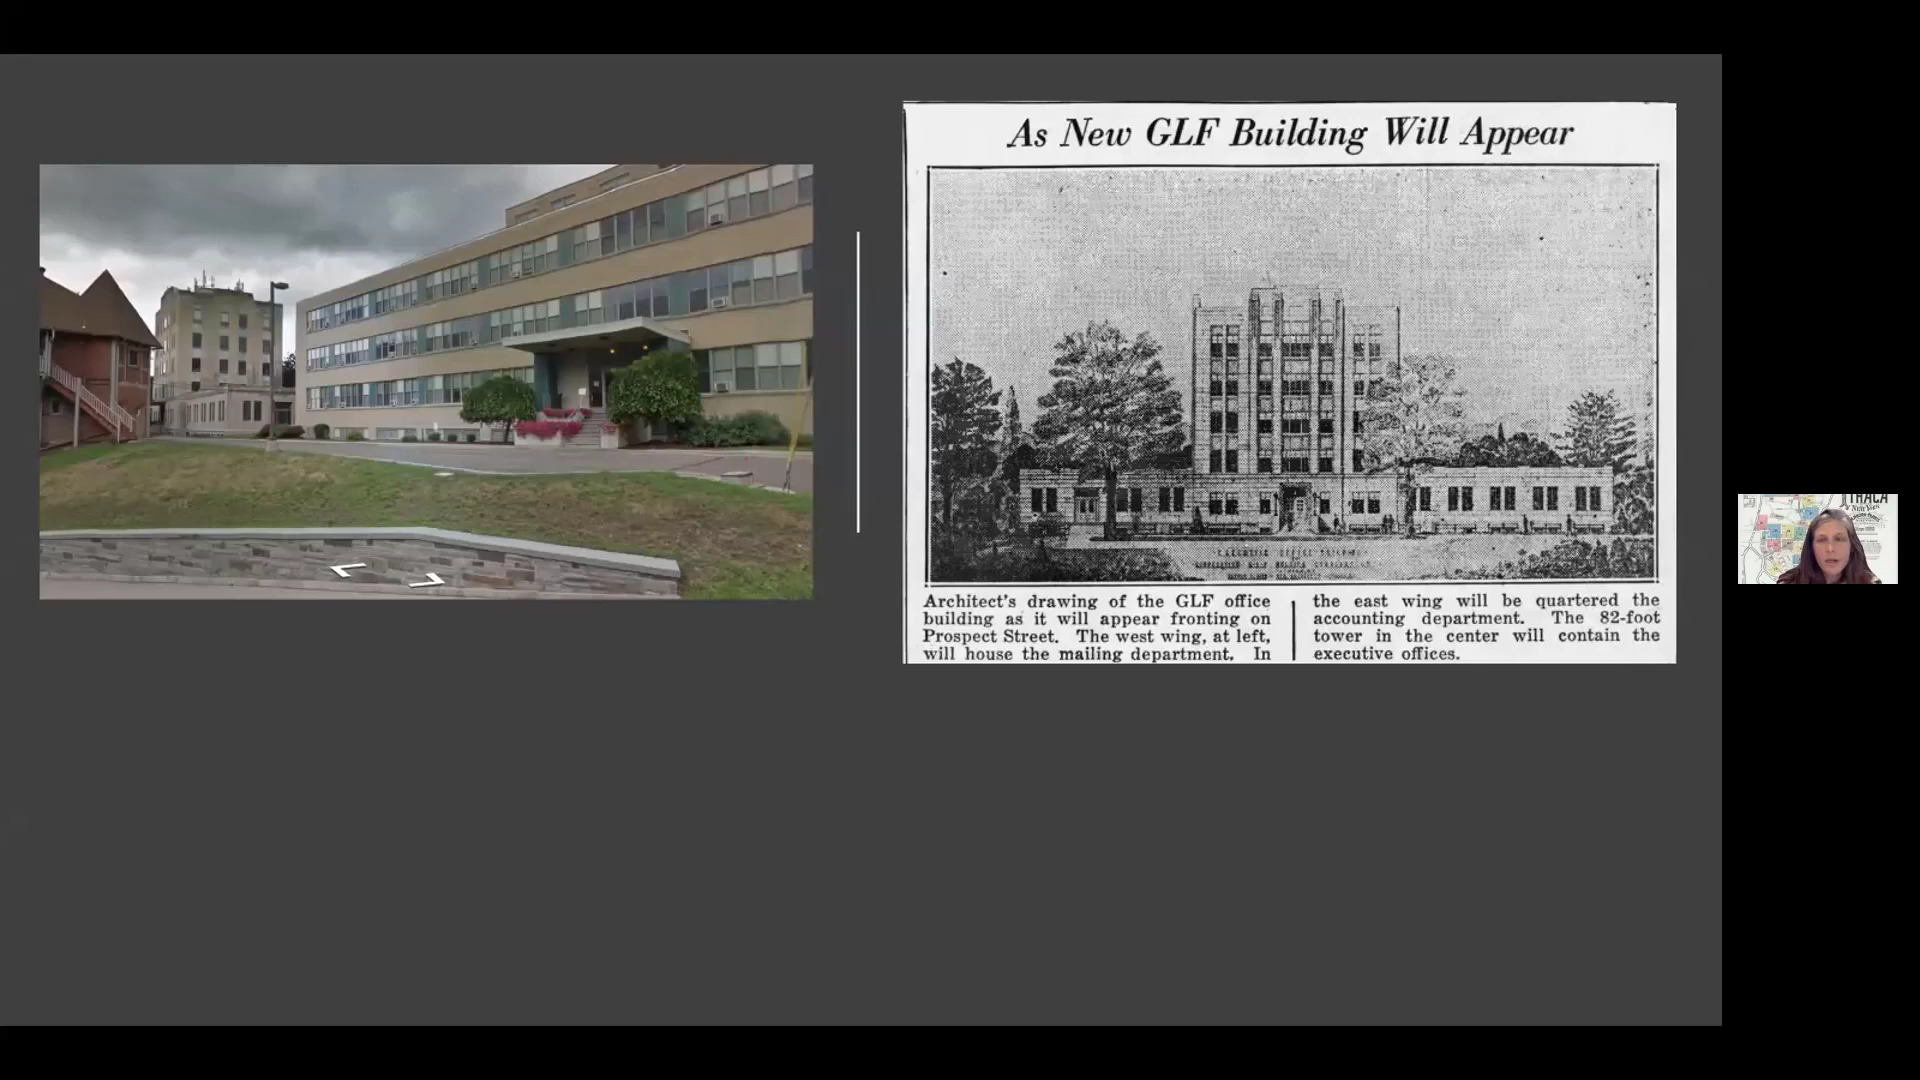 As New GLF Building Will Appear
Architect's drawing of the GLF office
building as it will appear fronting on
Prospect Street. The west wing, at left,
will house the mailing department. In
the east wing will be quartered the
accounting department. The 82-foot
tower in the center will contain the
executive offices.
ITHACA
New York